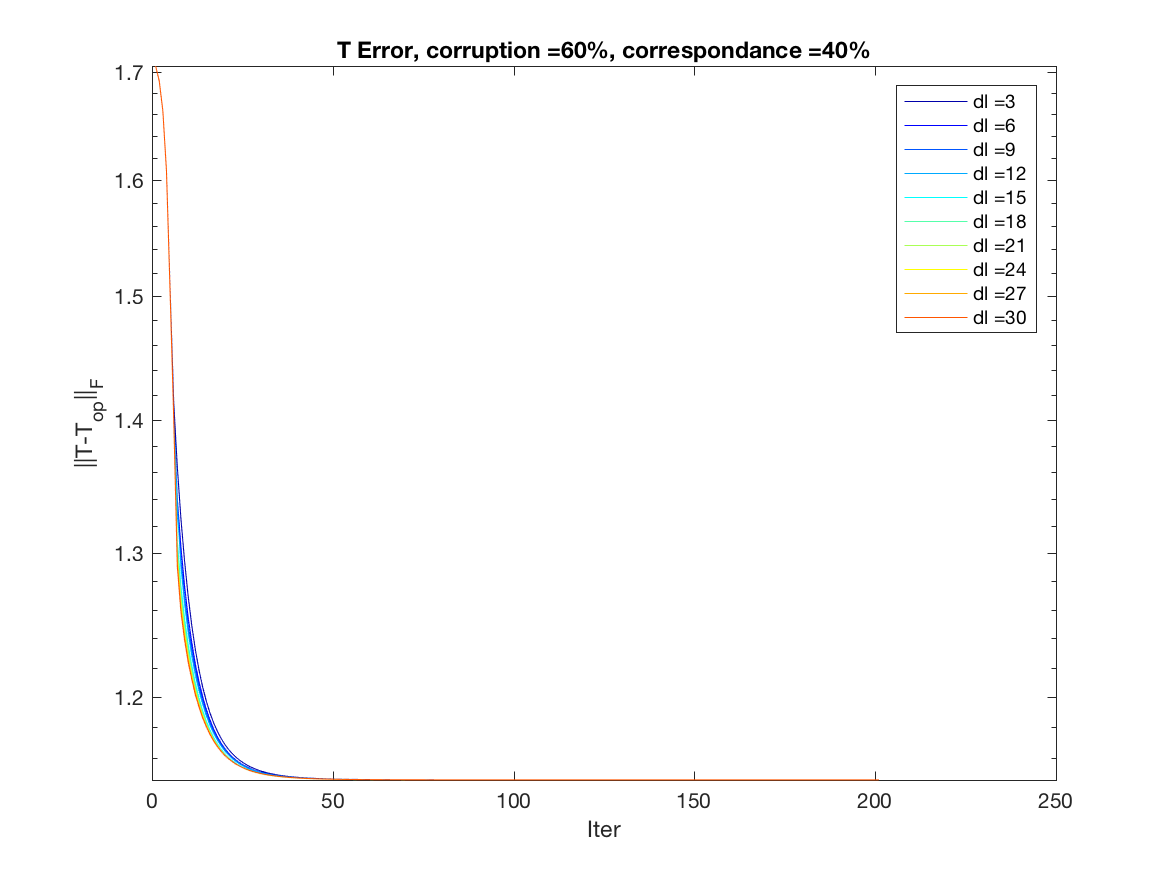 T Error, corruption =60%, correspondance =40%
1.7
1.6
1.5
1.4
1.3
1.2
||T-T_op||_F
0 50 100 150 200 250
Iter
dl =3
dl =6
dl =9
dl =12
dl =15
dl =18
dl =21
dl =24
dl =27
dl =30